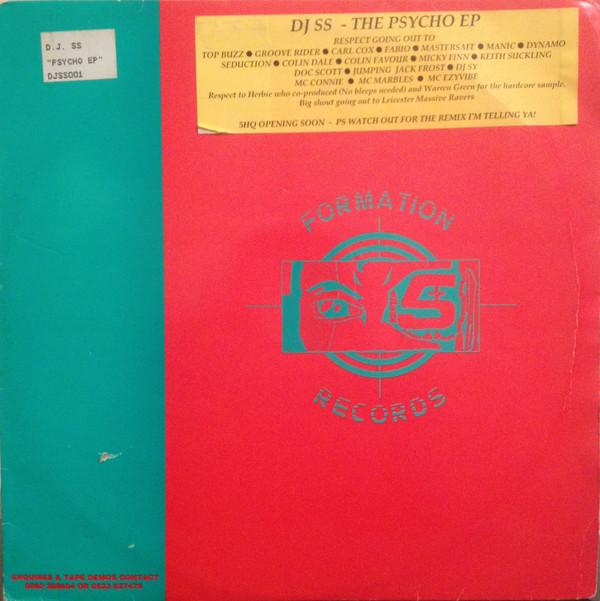 D.J. SS
"PSYCHO EP"
DJSS001
DJ SS - THE PSYCHO EP
RESPECT GOING OUT TO
TOP BUZZ ● GROOVE RIDER ● CARL COX ● FABIO ● MASTERSAFE ● MANIC ● DYNAMO
SEDUCTION ● COLIN DALE ● COLIN FAVOUR ● MICKY FINN ● KEITH SUCKLING
DOC SCOTT ● JUMPING JACK FROST ● DJ SY
MC CONNIE ● MC MARBLES ● MC EZYVIBE
Respect to Herbie who co-produced (No bleeps needed) and Warren Green for the hardcore sample.
Big shout going out to Leicester Massive Ravers
5HQ OPENING SOON - PS WATCH OUT FOR THE REMIX I'M TELLING YA!
FORMATION
RECORDS
ENQUIRIES & TAPE DEMOS CONTACT
OR